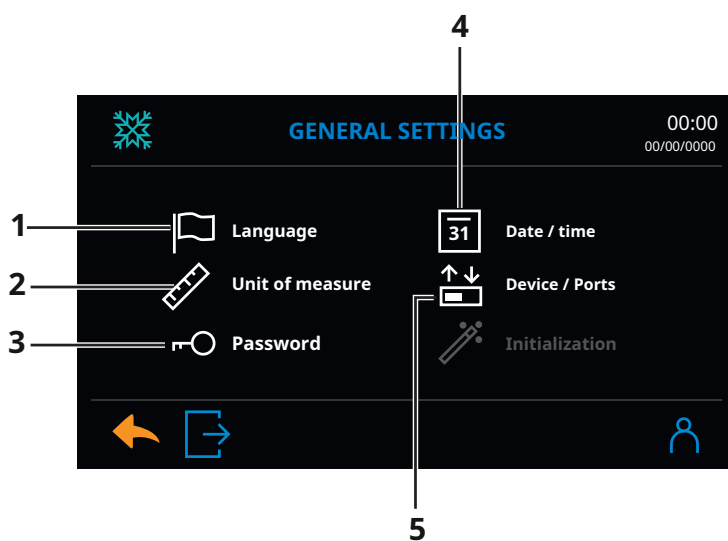 4
GENERAL SETTINGS
00:00
00/00/0000
1
Language
31
Date / time
2
Unit of measure
Device / Ports
3
Password
Initialization
5